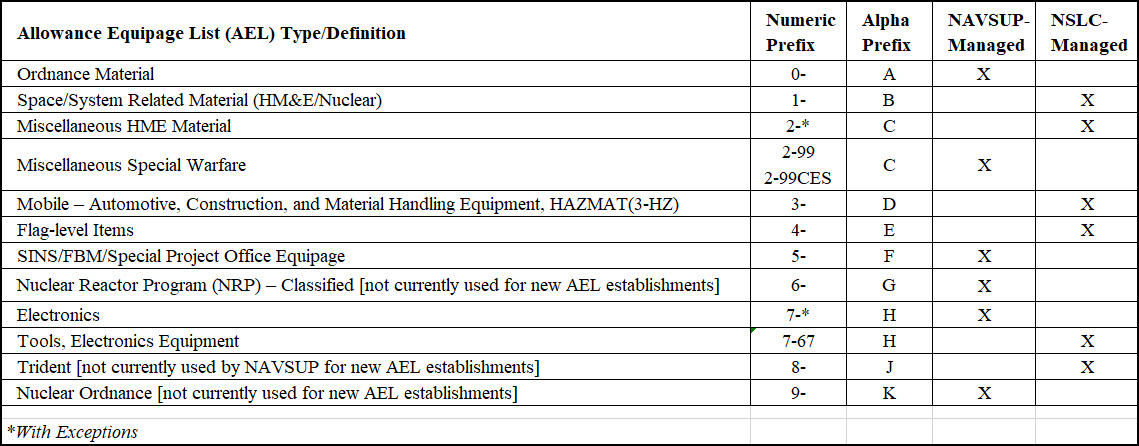 Allowance Equipage List (AEL) Type/Definition Numeric Prefix Alpha Prefix NAVSUP-Managed NSLC-Managed
Ordnance Material 0- A X
Space/System Related Material (HM&E/Nuclear) 1- B X
Miscellaneous HME Material 2-* C X
Miscellaneous Special Warfare 2-99 2-99CES C X
Mobile – Automotive, Construction, and Material Handling Equipment, HAZMAT(3-HZ) 3- D X
Flag-level Items 4- E X
SINS/FBM/Special Project Office Equipage 5- F X
Nuclear Reactor Program (NRP) – Classified [not currently used for new AEL establishments] 6- G X
Electronics 7-* H X
Tools, Electronics Equipment 7-67 H X
Trident [not currently used by NAVSUP for new AEL establishments] 8- J X
Nuclear Ordnance [not currently used for new AEL establishments] 9- K X
*With Exceptions